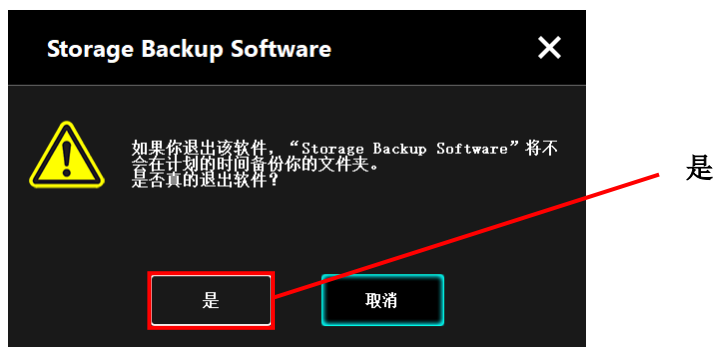 Storage Backup Software
如果你退出该软件，“Storage Backup Software”将不
会在计划的时间备份你的文件夹。
是否真的退出软件？
是
是
取消